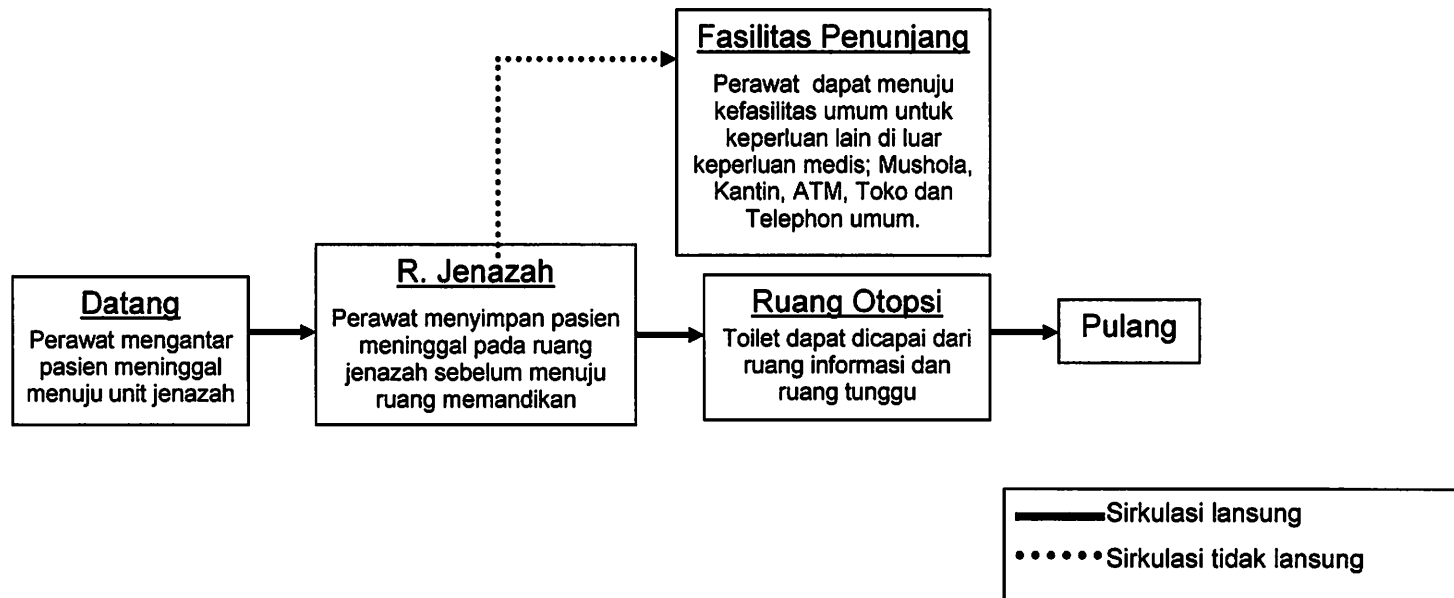 Fasilitas Penunjang
Perawat dapat menuju
kefasilitas umum untuk
keperluan lain di luar
keperluan medis; Mushola,
Kantin, ATM, Toko dan
Telephon umum.
Datang
Perawat mengantar
pasien meninggal
menuju unit jenazah
R. Jenazah
Perawat menyimpan pasien
meninggal pada ruang
jenazah sebelum menuju
ruang memandikan
Ruang Otopsi
Toilet dapat dicapai dari
ruang informasi dan
ruang tunggu
Pulang
Sirkulasi lansung
Sirkulasi tidak lansung